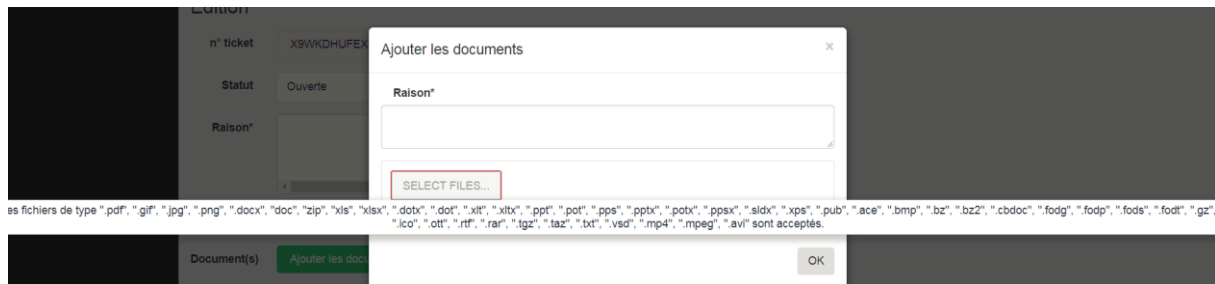 Edition
n° ticket
X9WKDHUFEX
Ajouter les documents
×
Statut
Ouverte
Raison*
Raison*
SELECT FILES...
es fichiers de type ".pdf", ".gif", ".jpg", ".png", ".docx", "doc", "zip", "xls", "xlsx", ".dotx", ".dot", ".xlt", ".xltx", ".ppt", ".pot", ".pps", ".pptx", ".potx", ".ppsx", ".sldx", ".xps", ".pub", ".ace", ".bmp", ".bz", ".bz2", ".cbdoc", ".fodg", ".fodp", ".fods", ".fodt", ".gz",
".ico", ".ott", ".rtf", ".rar", ".tgz", ".taz", ".txt", ".vsd", ".mp4", ".mpeg", ".avi" sont acceptés.
Document(s)
Ajouter les docu
OK